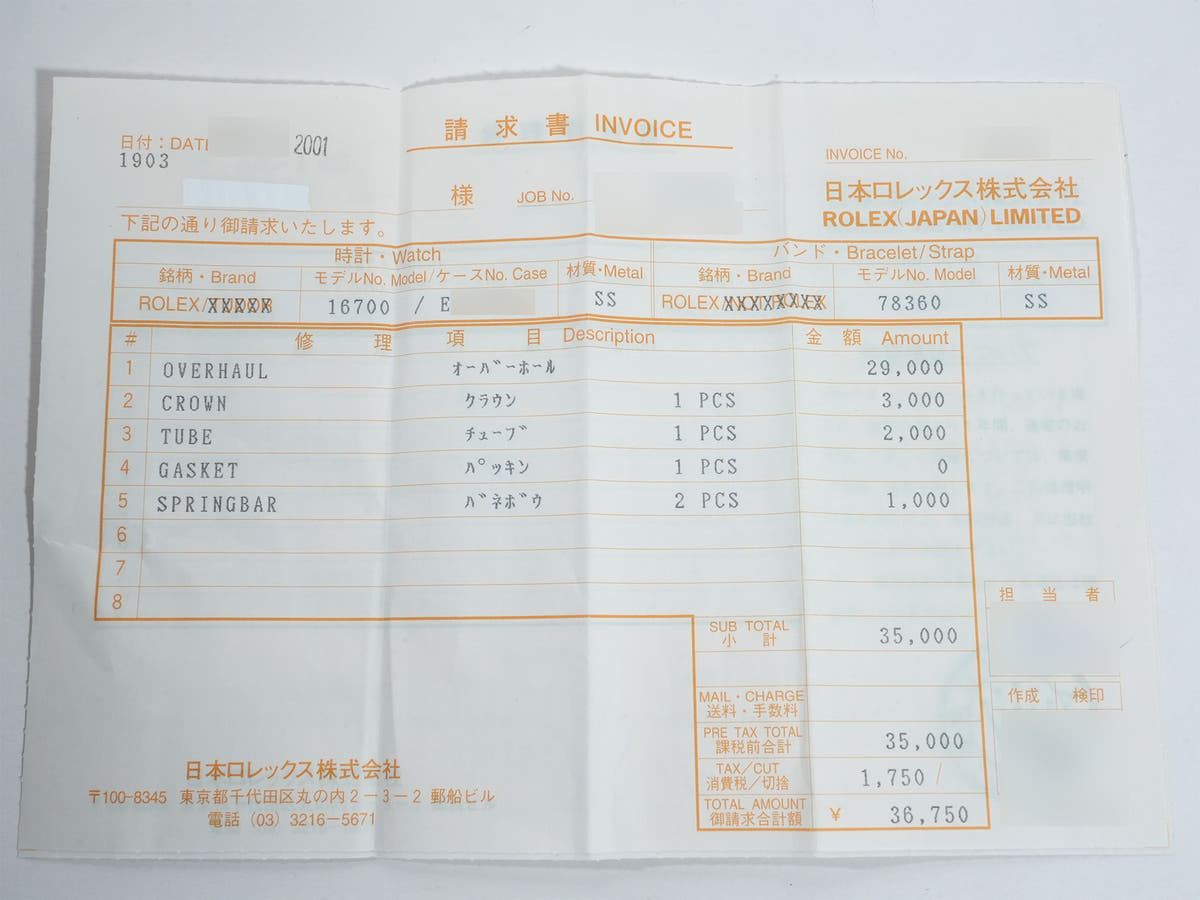 請求書 INVOICE
日付：DATE 2001
1903
INVOICE No.
様 JOB No.
日本ロレックス株式会社
ROLEX(JAPAN) LIMITED
下記の通り御請求いたします。
時計・Watch バンド・Bracelet/Strap
銘柄・Brand モデルNo. Model/ケースNo. Case 材質・Metal 銘柄・Brand モデルNo. Model 材質・Metal
ROLEX/ 16700 / E SS ROLEX 78360 SS
# 修理項目 Description 金額 Amount
1 OVERHAUL オーバーホール 29,000
2 CROWN クラウン 1 PCS 3,000
3 TUBE チューブ 1 PCS 2,000
4 GASKET パッキン 1 PCS 0
5 SPRINGBAR バネボウ 2 PCS 1,000
6
7
8
担当者
SUB TOTAL
小計 35,000
作成 検印
MAIL・CHARGE
送料・手数料
PRE TAX TOTAL
課税前合計 35,000
TAX/CUT
消費税/切捨 1,750 /
TOTAL AMOUNT
御請求合計額 ¥ 36,750
日本ロレックス株式会社
〒100-8345 東京都千代田区丸の内2-3-2 郵船ビル
電話 (03) 3216-5671